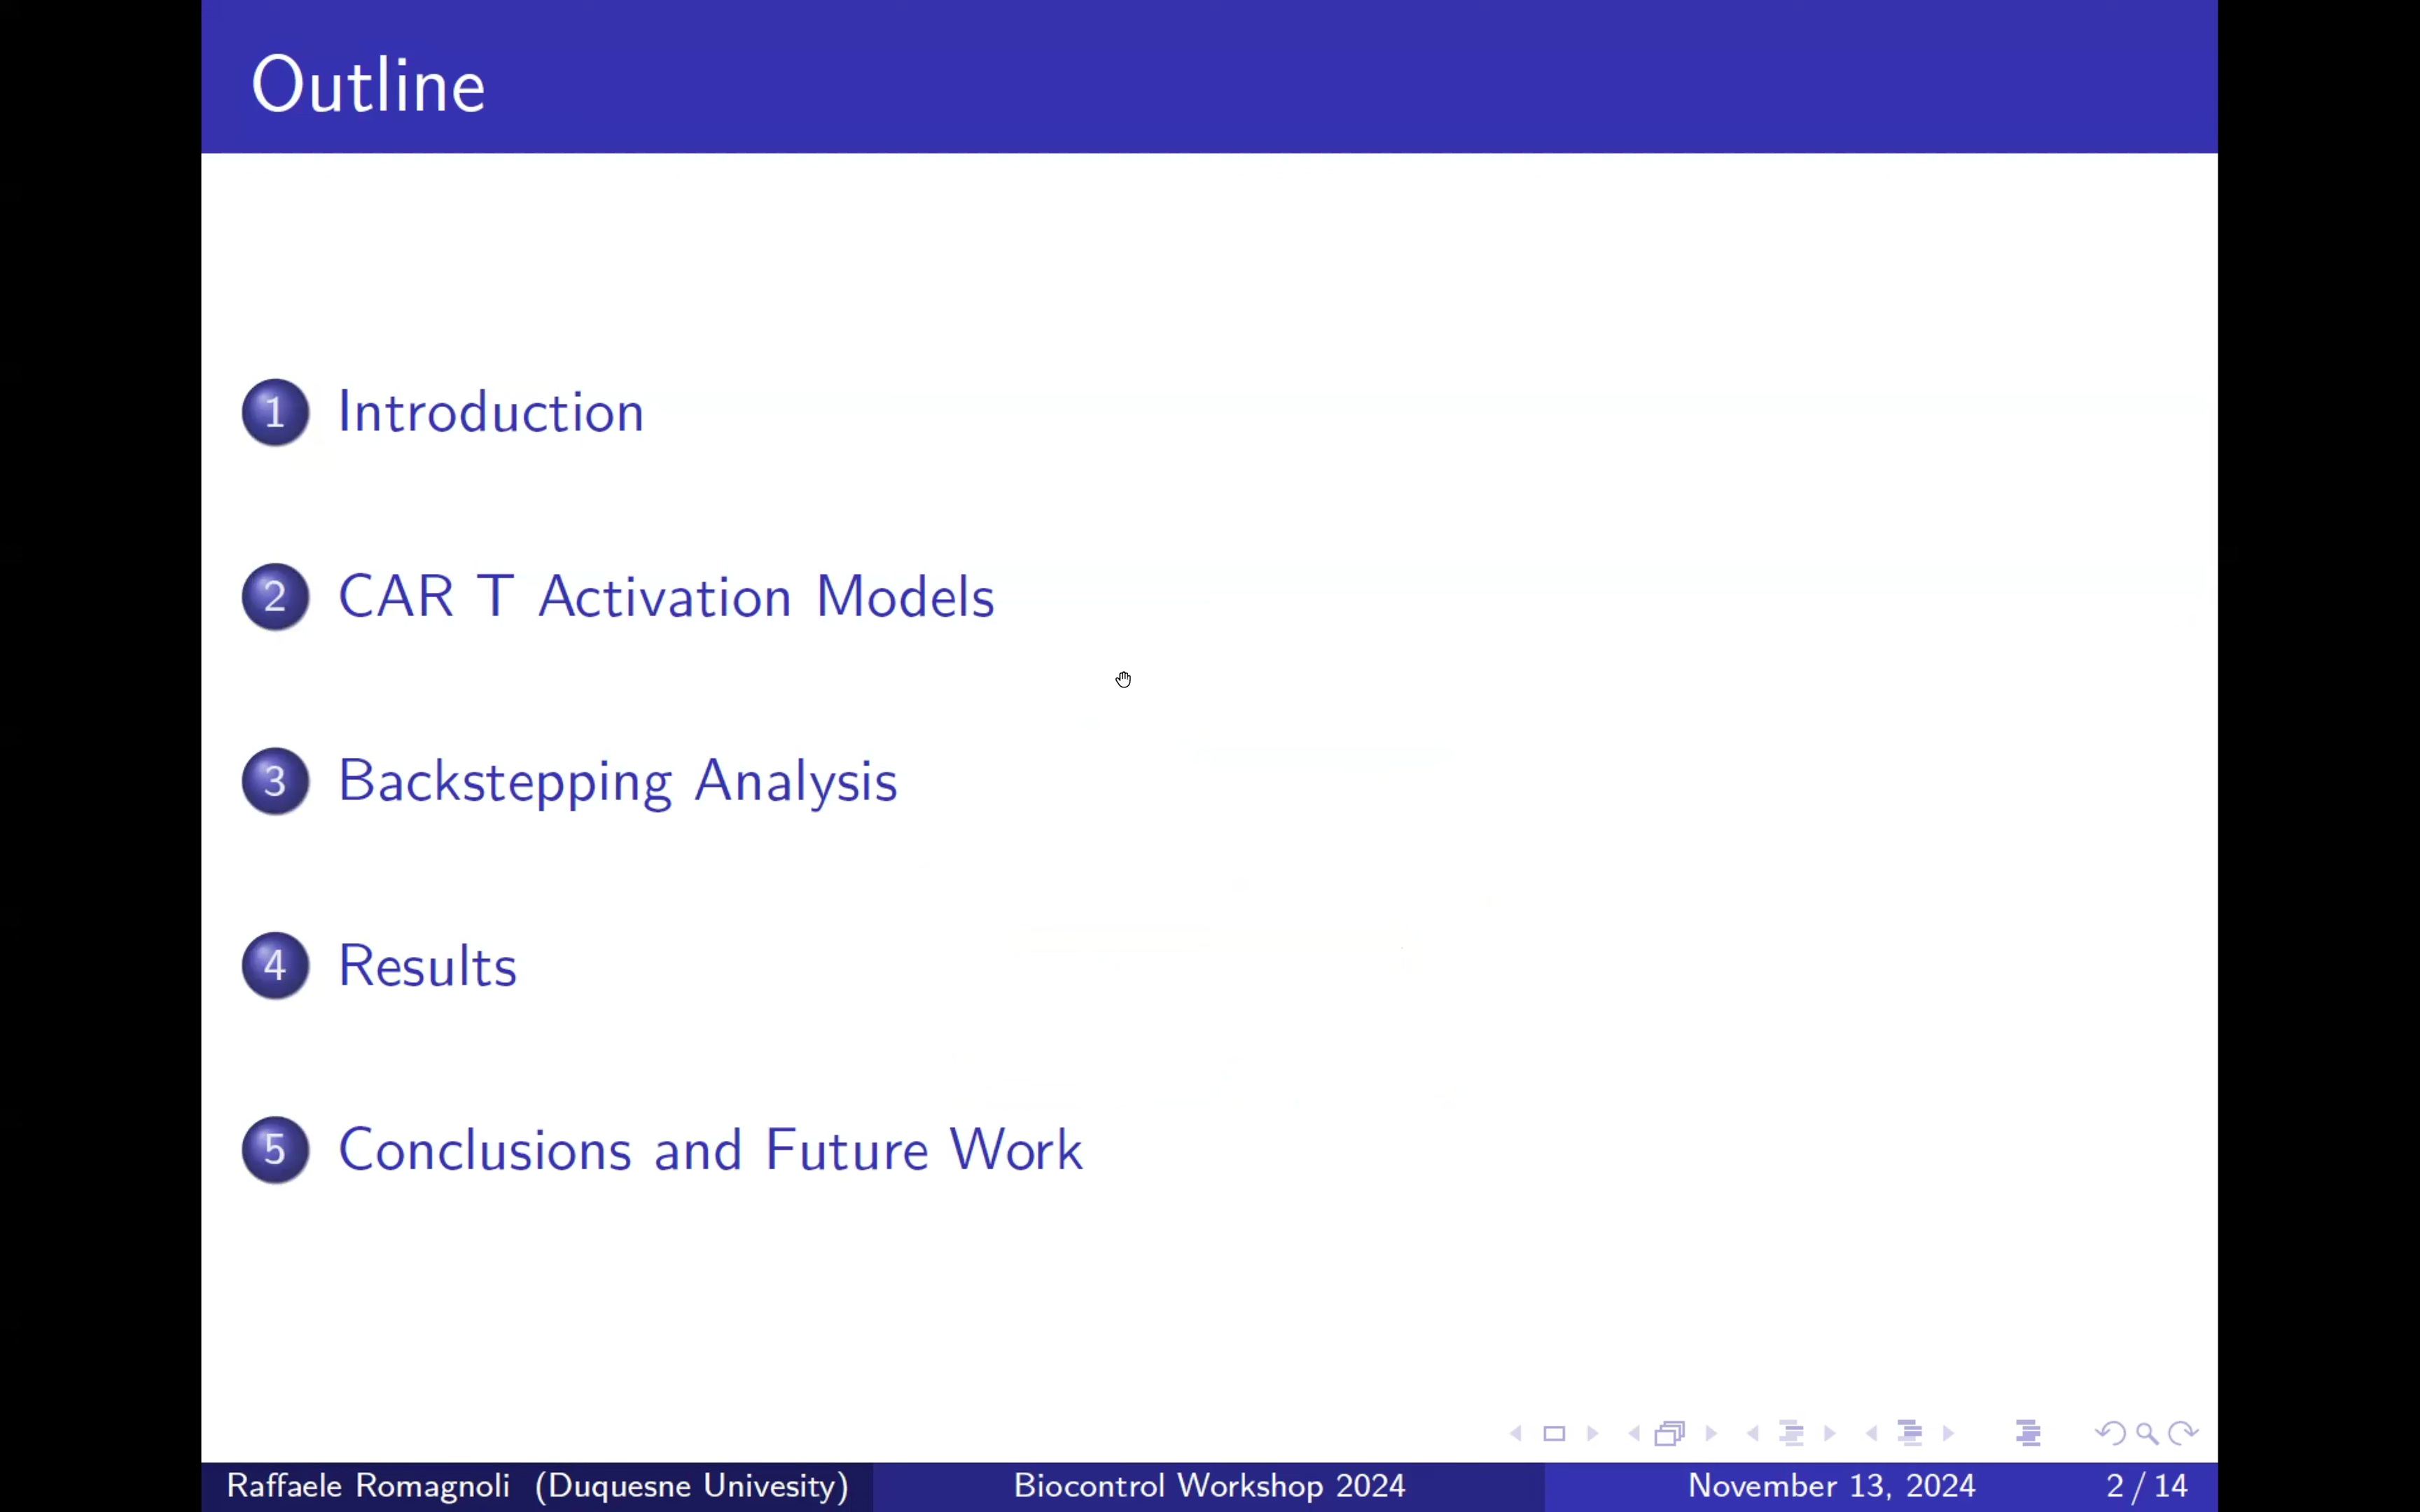 Outline
1 Introduction
2 CAR T Activation Models
3 Backstepping Analysis
4 Results
5 Conclusions and Future Work
Raffaele Romagnoli (Duquesne Univesity) Biocontrol Workshop 2024 November 13, 2024 2 / 14